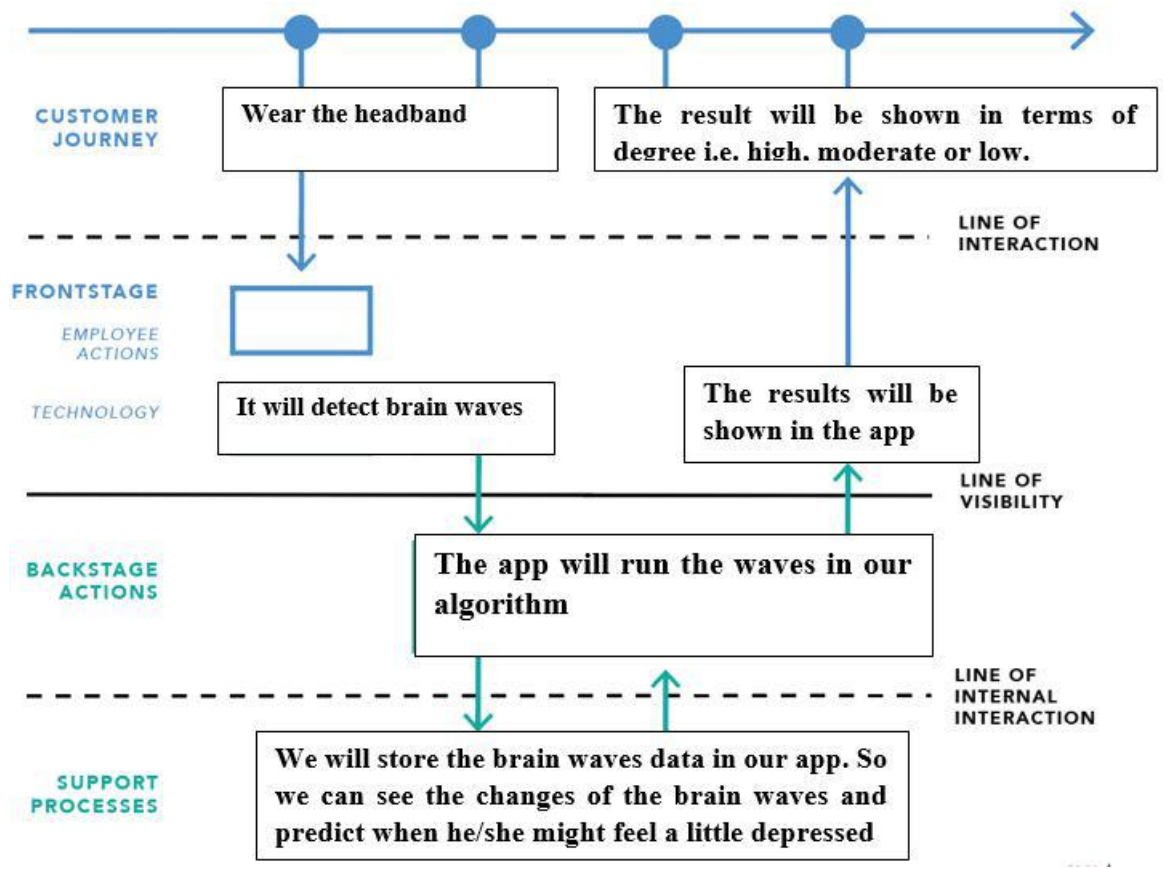 CUSTOMER
JOURNEY
Wear the headband
The result will be shown in terms of
degree i.e. high, moderate or low.
LINE OF
INTERACTION
FRONTSTAGE
EMPLOYEE
ACTIONS
TECHNOLOGY
It will detect brain waves
The results will be
shown in the app
LINE OF
VISIBILITY
BACKSTAGE
ACTIONS
The app will run the waves in our
algorithm
LINE OF
INTERNAL
INTERACTION
SUPPORT
PROCESSES
We will store the brain waves data in our app. So
we can see the changes of the brain waves and
predict when he/she might feel a little depressed